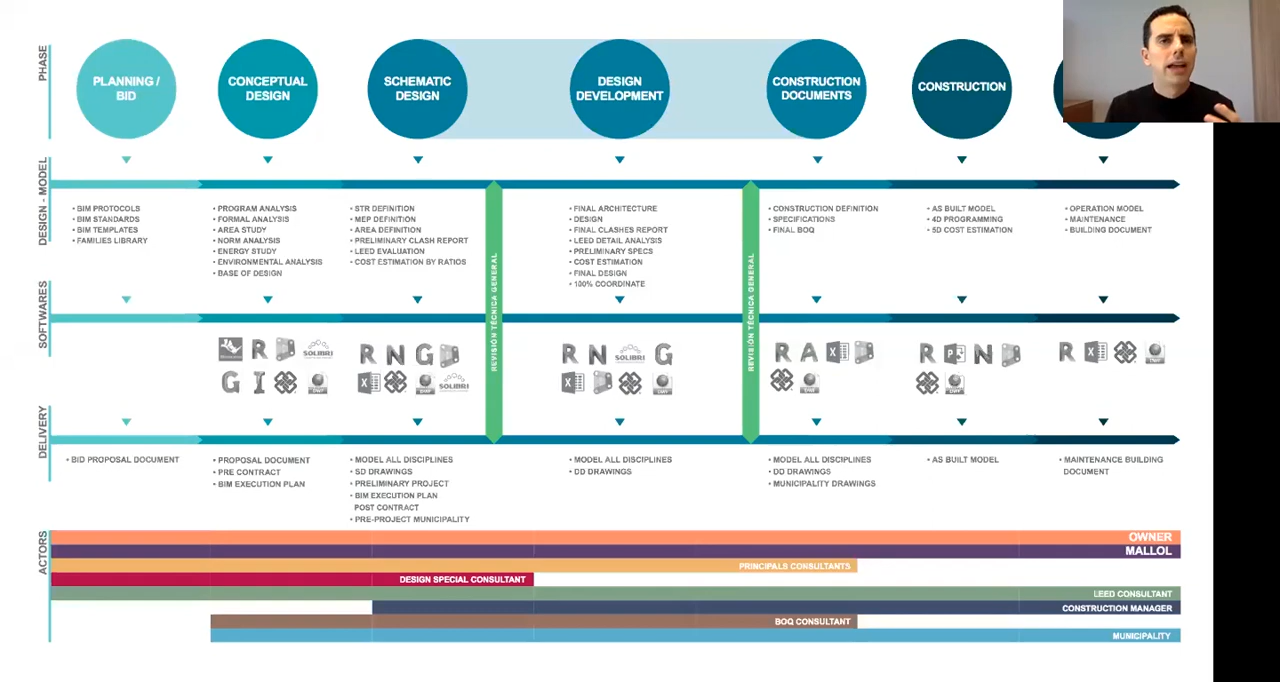 PHASE
PLANNING /
BID
CONCEPTUAL
DESIGN
SCHEMATIC
DESIGN
DESIGN
DEVELOPMENT
CONSTRUCTION
DOCUMENTS
CONSTRUCTION
DESIGN - MODEL
• BIM PROTOCOLS
• BIM STANDARDS
• BIM TEMPLATES
• FAMILIES LIBRARY
• PROGRAM ANALYSIS
• FORMAL ANALYSIS
• AREA STUDY
• NORM ANALYSIS
• ENERGY STUDY
• ENVIRONMENTAL ANALYSIS
• BASE OF DESIGN
• STR DEFINITION
• MEP DEFINITION
• AREA DEFINITION
• PRELIMINARY CLASH REPORT
• LEED EVALUATION
• COST ESTIMATION BY RATIOS
REVISIÓN TÉCNICA GENERAL
• FINAL ARCHITECTURE
• DESIGN
• FINAL CLASHES REPORT
• LEED DETAIL ANALYSIS
• PRELIMINARY SPECS
• COST ESTIMATION
• FINAL DESIGN
• 100% COORDINATE
REVISIÓN TÉCNICA GENERAL
• CONSTRUCTION DEFINITION
• SPECIFICATIONS
• FINAL BOQ
• AS BUILT MODEL
• 4D PROGRAMMING
• 5D COST ESTIMATION
• OPERATION MODEL
• MAINTENANCE
• BUILDING DOCUMENT
SOFTWARES
R
SOLIBRI
G I
R N G
SOLIBRI
R N SOLIBRI G
R A
R N
R
DELIVERY
• BID PROPOSAL DOCUMENT
• PROPOSAL DOCUMENT
• PRE CONTRACT
• BIM EXECUTION PLAN
• MODEL ALL DISCIPLINES
• SD DRAWINGS
• PRELIMINARY PROJECT
• BIM EXECUTION PLAN
POST CONTRACT
• PRE-PROJECT MUNICIPALITY
• MODEL ALL DISCIPLINES
• DD DRAWINGS
• MODEL ALL DISCIPLINES
• DD DRAWINGS
• MUNICIPALITY DRAWINGS
• AS BUILT MODEL
• MAINTENANCE BUILDING
DOCUMENT
ACTORS
OWNER
MALLOL
PRINCIPALS CONSULTANTS
DESIGN SPECIAL CONSULTANT
LEED CONSULTANT
CONSTRUCTION MANAGER
BOQ CONSULTANT
MUNICIPALITY